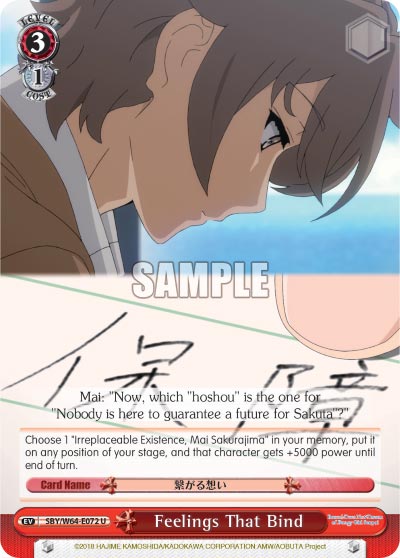 LEVEL
3
1
COST
SAMPLE
保障
Mai: "Now, which "hoshou" is the one for
"Nobody is here to guarantee a future for Sakuta"?"
Choose 1 "Irreplaceable Existence, Mai Sakurajima" in your memory, put it
on any position of your stage, and that character gets +5000 power until
end of turn.
Card Name 繋がる想い
EV SBY/W64-E072 U Feelings That Bind
©2018 HAJIME KAMOSHIDA/KADOKAWA CORPORATION AMW/AOBUTA Project